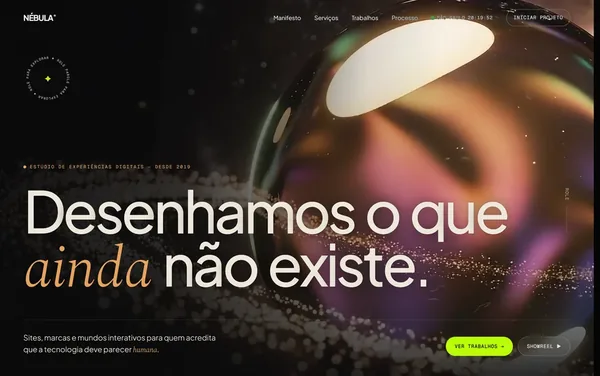 NÉBULA°
Manifesto
Serviços
Trabalhos
Processo
INICIAR PROJETO
ESTÚDIO DE EXPERIÊNCIAS DIGITAIS — DESDE 2019
Desenhamos o que
ainda não existe.
Sites, marcas e mundos interativos para quem acredita
que a tecnologia deve parecer humana.
VER TRABALHOS →
SHOWREEL ▶
ROLE